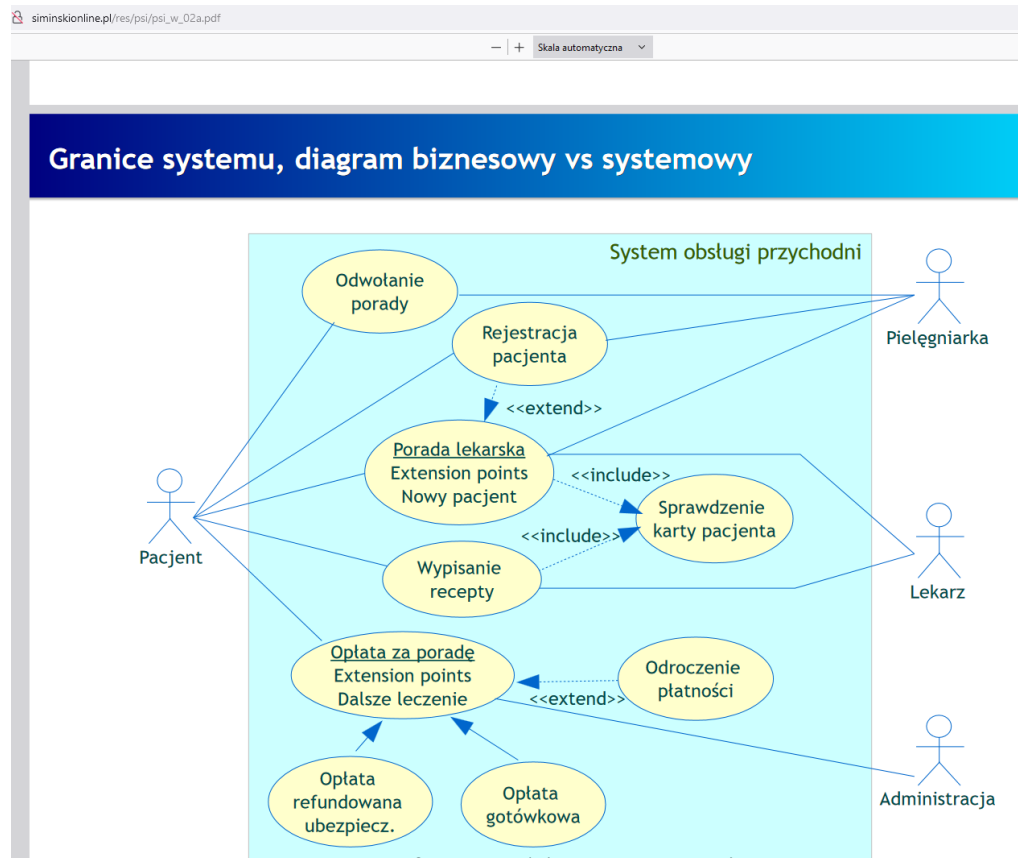 siminskionline.pl/res/psi/psi_w_02a.pdf
Skala automatyczna
Granice systemu, diagram biznesowy vs systemowy
System obsługi przychodni
Odwołanie
porady
Rejestracja
pacjenta
Pielęgniarka
<<extend>>
Porada lekarska
Extension points
Nowy pacjent
<<include>>
Sprawdzenie
karty pacjenta
<<include>>
Pacjent
Wypisanie
recepty
Lekarz
Opłata za poradę
Extension points
Dalsze leczenie
Odroczenie
płatności
<<extend>>
Opłata
refundowana
ubezpiecz.
Opłata
gotówkowa
Administracja